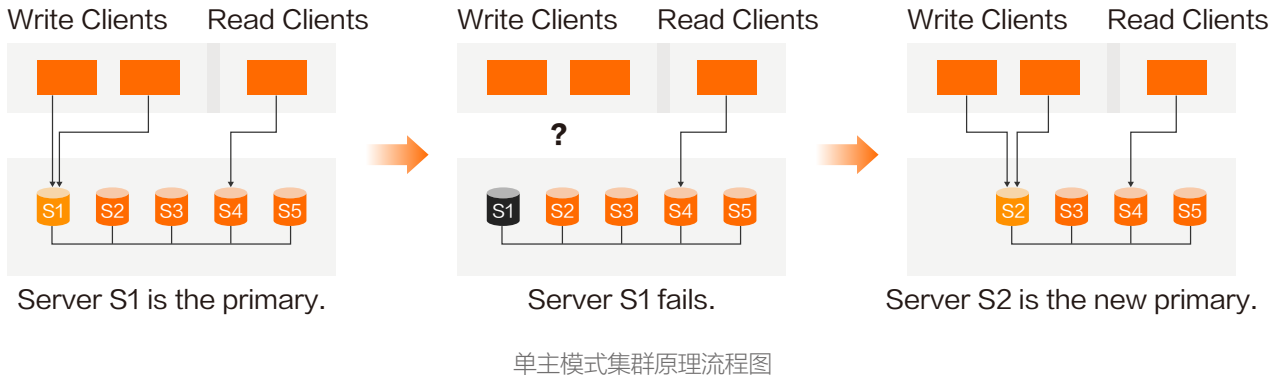 Write Clients Read Clients
S1 S2 S3 S4 S5
Server S1 is the primary.
Write Clients Read Clients
?
S1 S2 S3 S4 S5
Server S1 fails.
Write Clients Read Clients
S2 S3 S4 S5
Server S2 is the new primary.
单主模式集群原理流程图